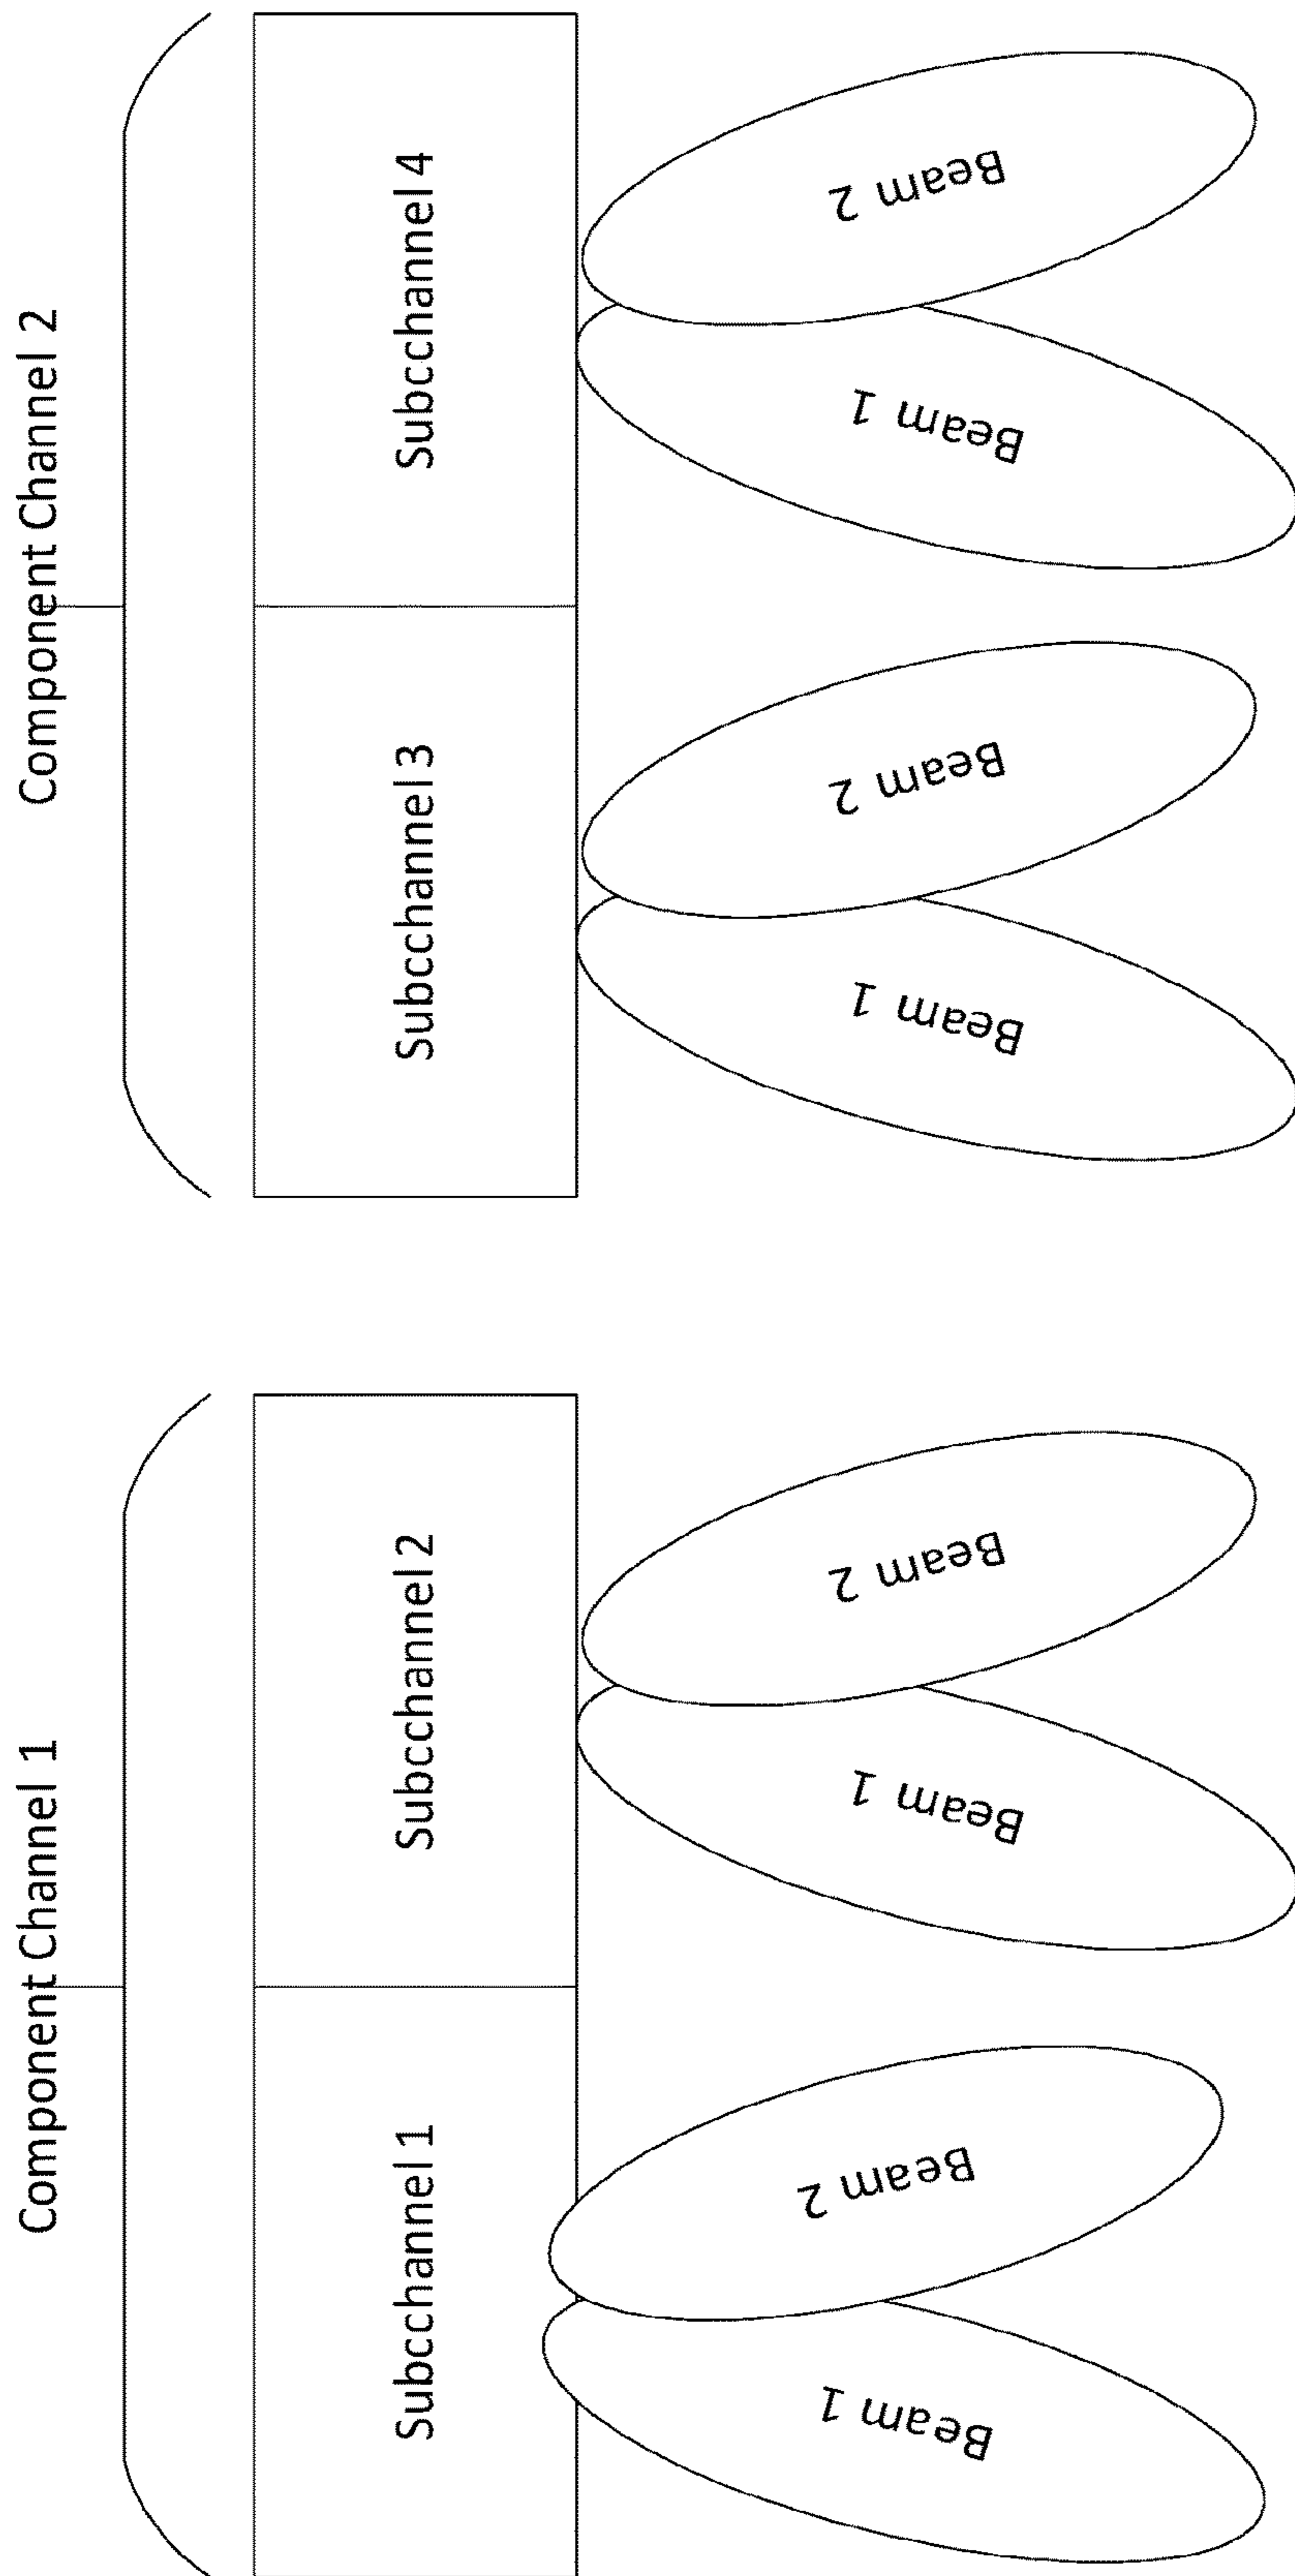 Component Channel 1
Component Channel 2
Subcchannel 1
Subcchannel 2
Subcchannel 3
Subcchannel 4
Beam 1
Beam 2
Beam 1
Beam 2
Beam 1
Beam 2
Beam 1
Beam 2